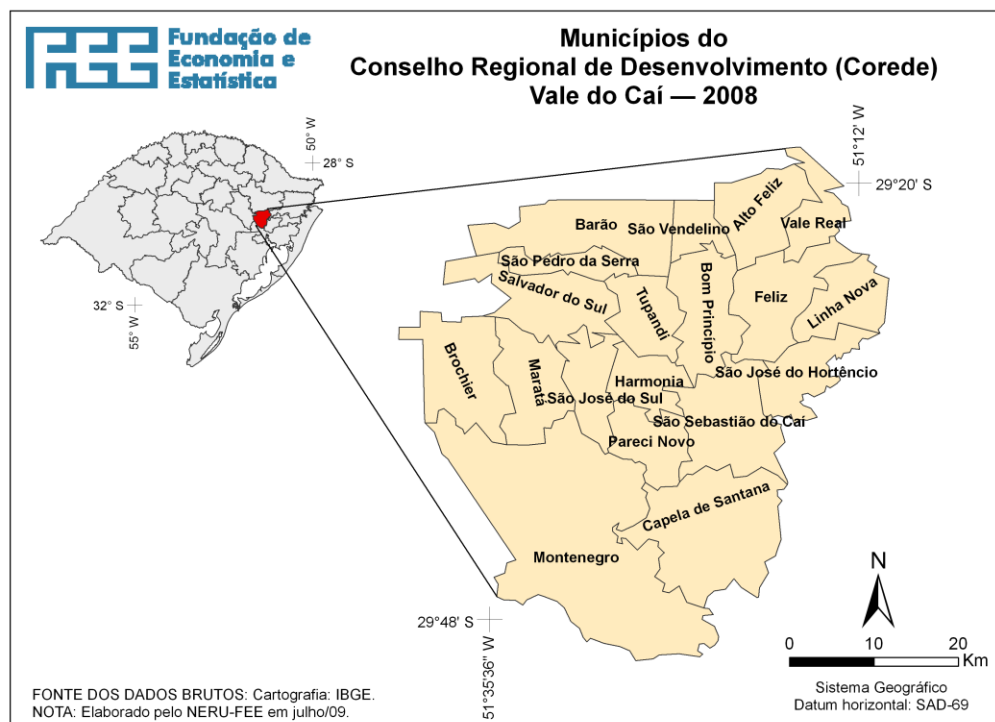 FEE
Fundação de
Economia e
Estatística
Municípios do
Conselho Regional de Desenvolvimento (Corede)
Vale do Caí — 2008
50° W
28° S
32° S
55° W
51°12' W
29°20' S
Alto Feliz
Barão
São Vendelino
Vale Real
São Pedro da Serra
Salvador do Sul
Tupandi
Bom Princípio
Feliz
Linha Nova
Brochier
Maratá
Harmonia
São José do Hortêncio
São José do Sul
São Sebastião do Caí
Pareci Novo
Capela de Santana
Montenegro
29°48' S
51°35'36" W
N
0 10 20
Km
Sistema Geográfico
Datum horizontal: SAD-69
FONTE DOS DADOS BRUTOS: Cartografia: IBGE.
NOTA: Elaborado pelo NERU-FEE em julho/09.